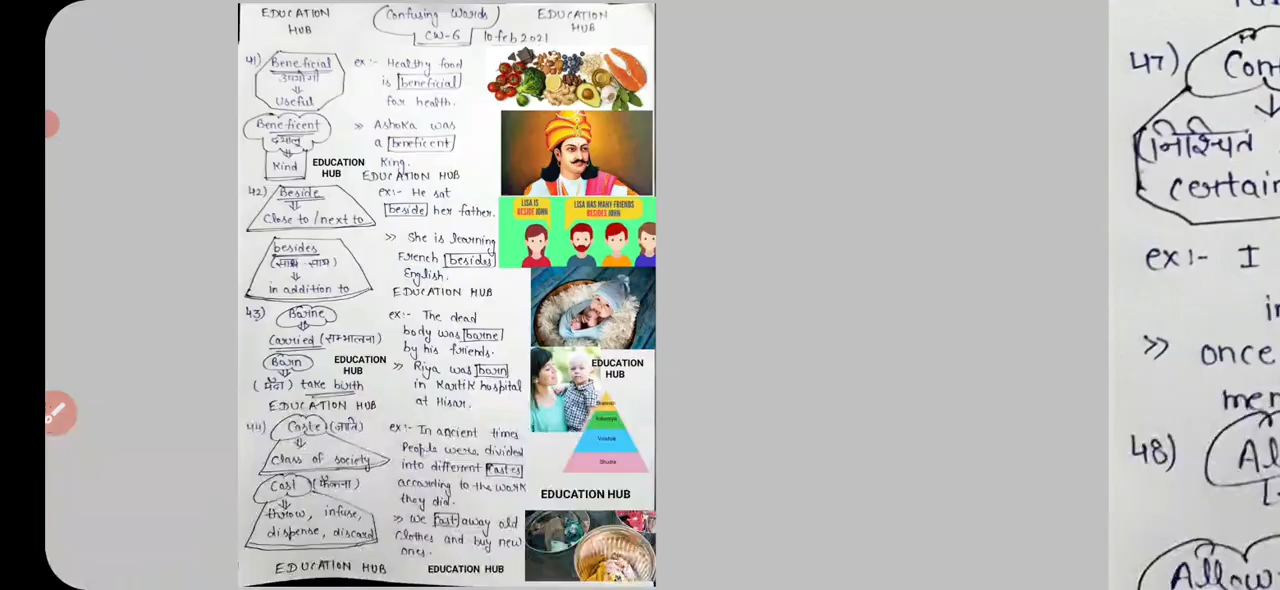 EDUCATION HUB
Confusing Words
CW-6
10 feb 2021
EDUCATION HUB
41) Beneficial
उपयोगी
Useful
ex:- Healthy food
is beneficial
for health.
Beneficent
दयालु
Kind
» Ashoka was
a beneficent
King.
EDUCATION HUB
EDUCATION HUB
42) Beside
Close to / next to
ex:- He sat
beside her father.
LISA IS
BESIDE JOHN
LISA HAS MANY FRIENDS
BESIDES JOHN
besides
(साथ-साथ)
in addition to
» She is learning
French besides
English.
EDUCATION HUB
43) Borne
Carried (सम्भालना)
ex:- The dead
body was borne
by his friends.
Born
(पैदा) take birth
EDUCATION HUB
» Riya was born
in Kartik hospital
at Hisar.
EDUCATION HUB
EDUCATION HUB
Vaishya
Shudra
44) Caste (जाति)
Class of society
ex:- In ancient times
People were divided
into different Castes
according to the work
they did.
EDUCATION HUB
Cast (फेंकना)
throw, infuse,
dispense, discard
» We Cast away old
Clothes and buy new
ones.
EDUCATION HUB
EDUCATION HUB
47)
निश्चित
certain
ex:- I
» once
48)